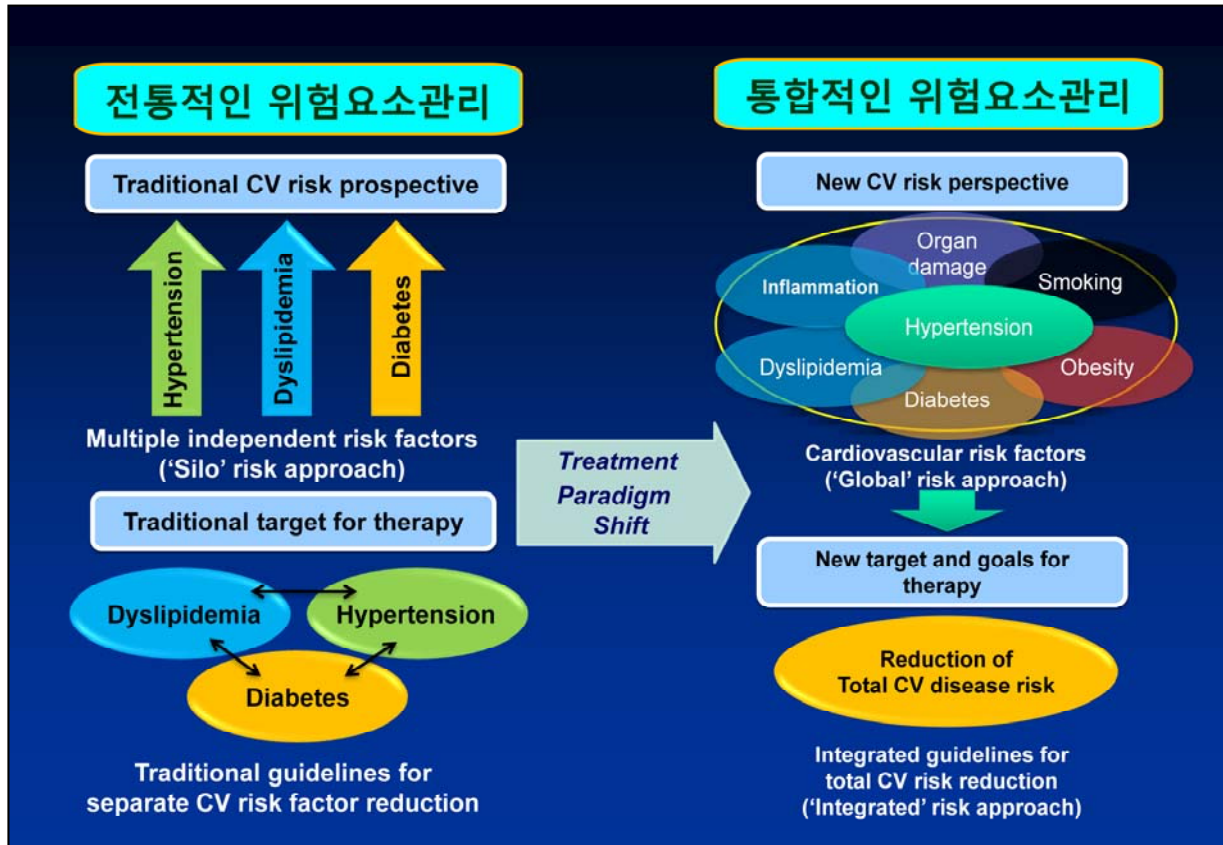 전통적인 위험요소관리
Traditional CV risk prospective
Hypertension
Dyslipidemia
Diabetes
Multiple independent risk factors
(‘Silo’ risk approach)
Traditional target for therapy
Dyslipidemia
Hypertension
Diabetes
Traditional guidelines for
separate CV risk factor reduction
Treatment
Paradigm
Shift
통합적인 위험요소관리
New CV risk perspective
Organ
damage
Inflammation
Smoking
Hypertension
Dyslipidemia
Obesity
Diabetes
Cardiovascular risk factors
(‘Global’ risk approach)
New target and goals for
therapy
Reduction of
Total CV disease risk
Integrated guidelines for
total CV risk reduction
(‘Integrated’ risk approach)